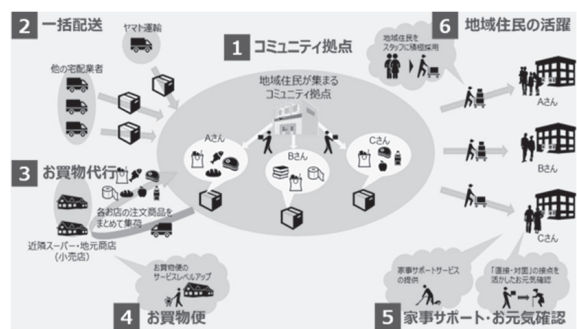 2 一括配送
ヤマト運輸
他の宅配業者
1 コミュニティ拠点
地域住民が集まる
コミュニティ拠点
Aさん
Bさん
Cさん
6 地域住民の活躍
地域住民を
スタッフに積極採用
Aさん
Bさん
Cさん
3 お買物代行
各お店の注文商品を
まとめて集荷
近隣スーパー・地元商店
(小売店)
お買物便の
サービスレベルアップ
4 お買物便
家事サポートサービス
の提供
「直接・対面」の接点を
活かしたお元気確認
5 家事サポート・お元気確認